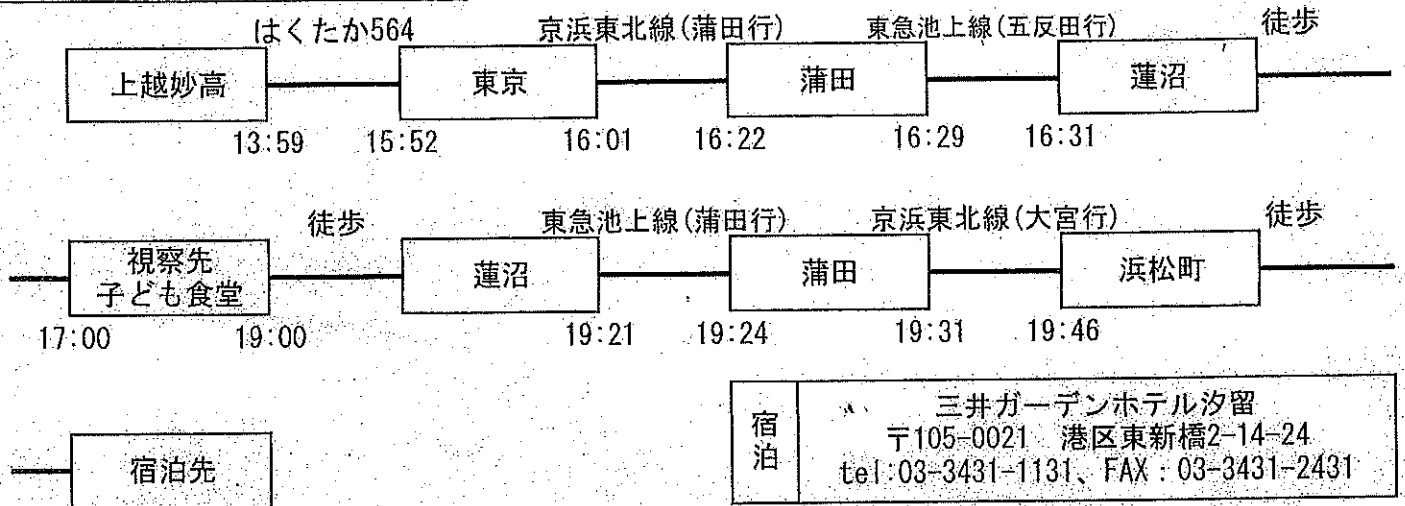 はくたか564 京浜東北線(蒲田行) 東急池上線(五反田行) 徒歩
上越妙高 東京 蒲田 蓮沼
13:59 15:52 16:01 16:22 16:29 16:31
徒歩 東急池上線(蒲田行) 京浜東北線(大宮行) 徒歩
視察先
子ども食堂 蓮沼 蒲田 浜松町
17:00 19:00 19:21 19:24 19:31 19:46
宿泊先
宿泊
三井ガーデンホテル汐留
〒105-0021 港区東新橋2-14-24
tel:03-3431-1131、FAX:03-3431-2431